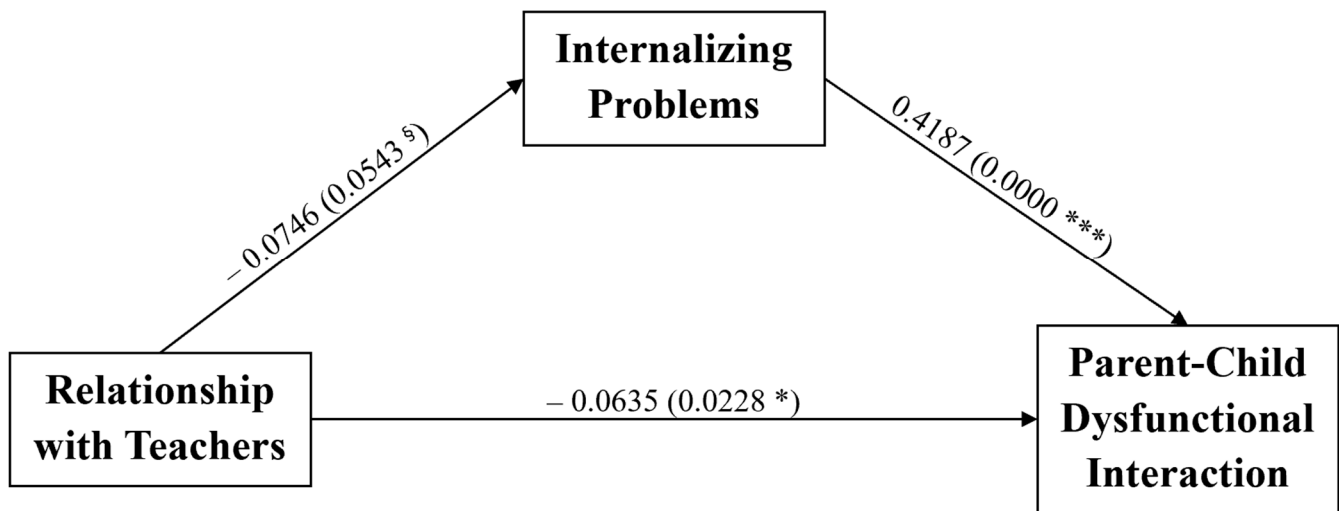 Internalizing
Problems
– 0.0746 (0.0543 §)
0.4187 (0.0000 ***)
Relationship
with Teachers
– 0.0635 (0.0228 *)
Parent-Child
Dysfunctional
Interaction